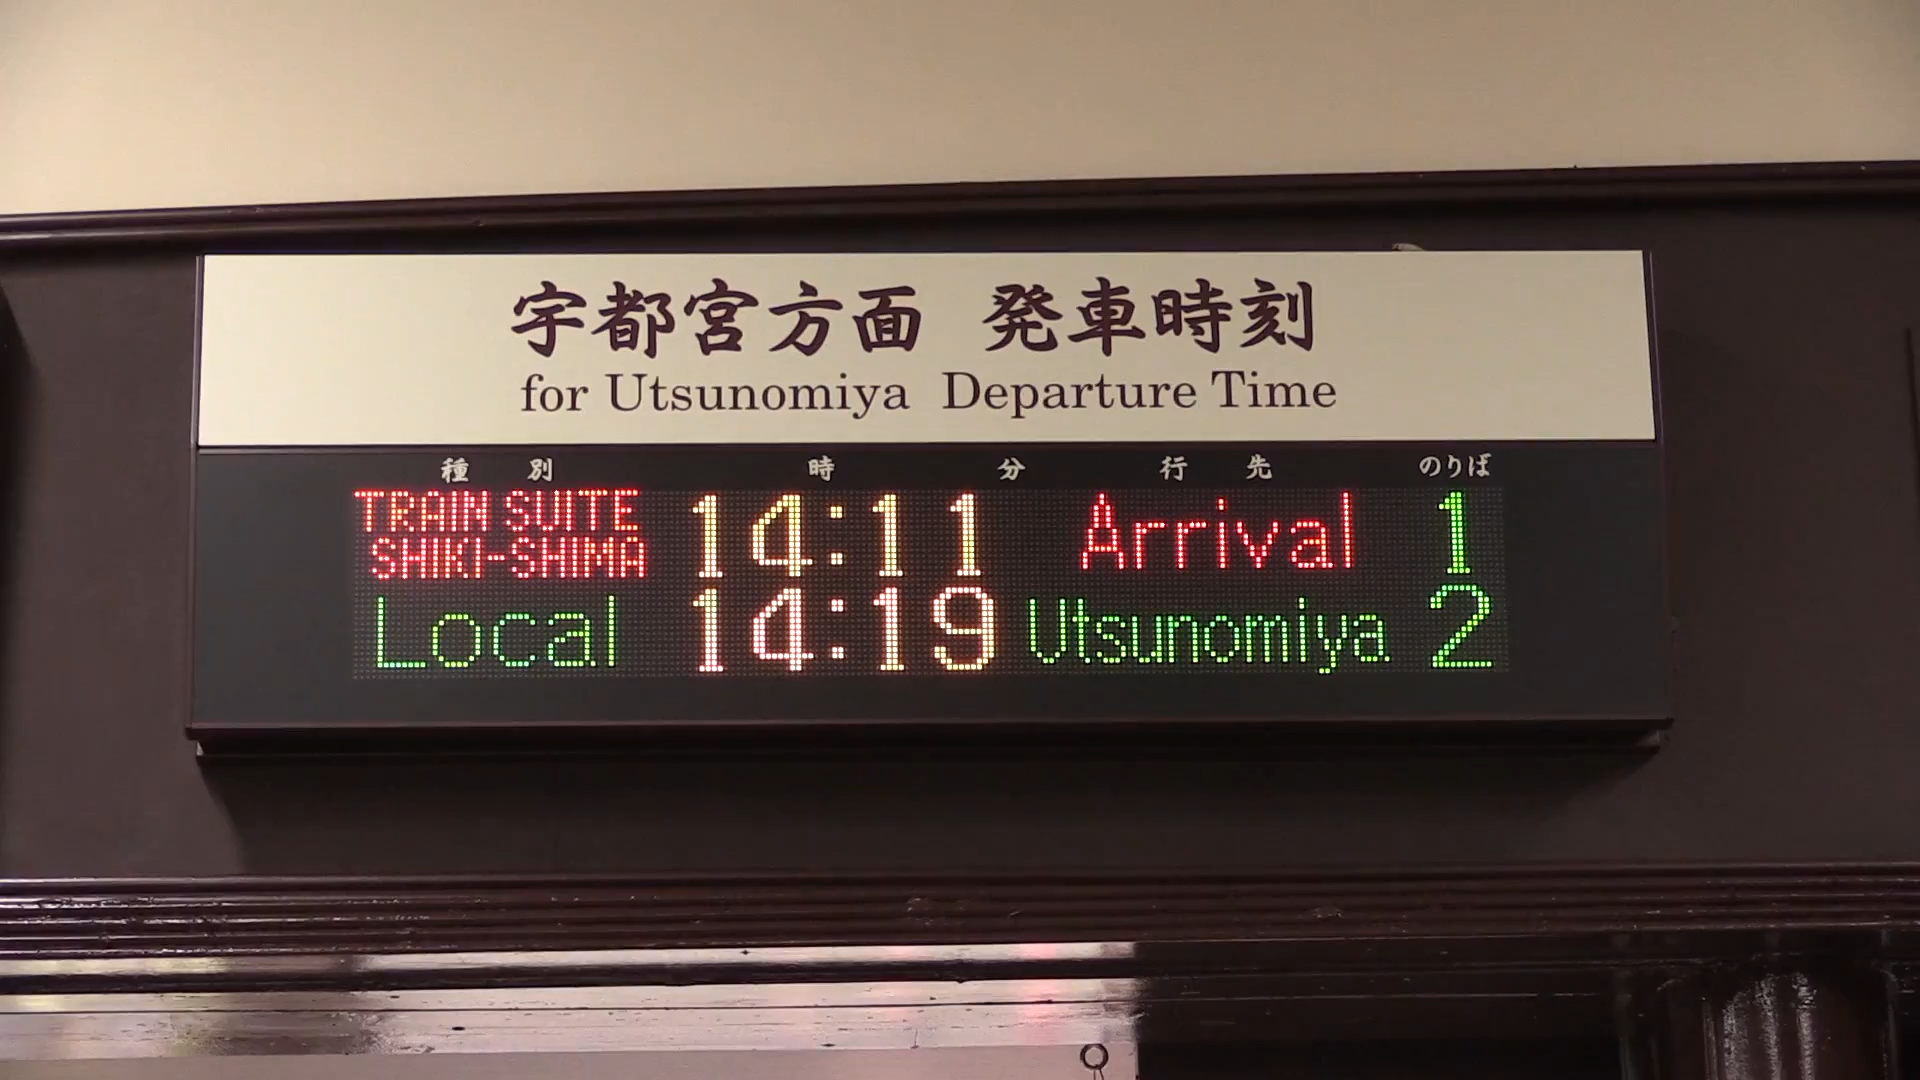 宇都宮方面 発車時刻
for Utsunomiya Departure Time
種別 時 分 行先 のりば
TRAIN SUITE SHIKI-SHIMA 14:11 Arrival 1
Local 14:19 Utsunomiya 2